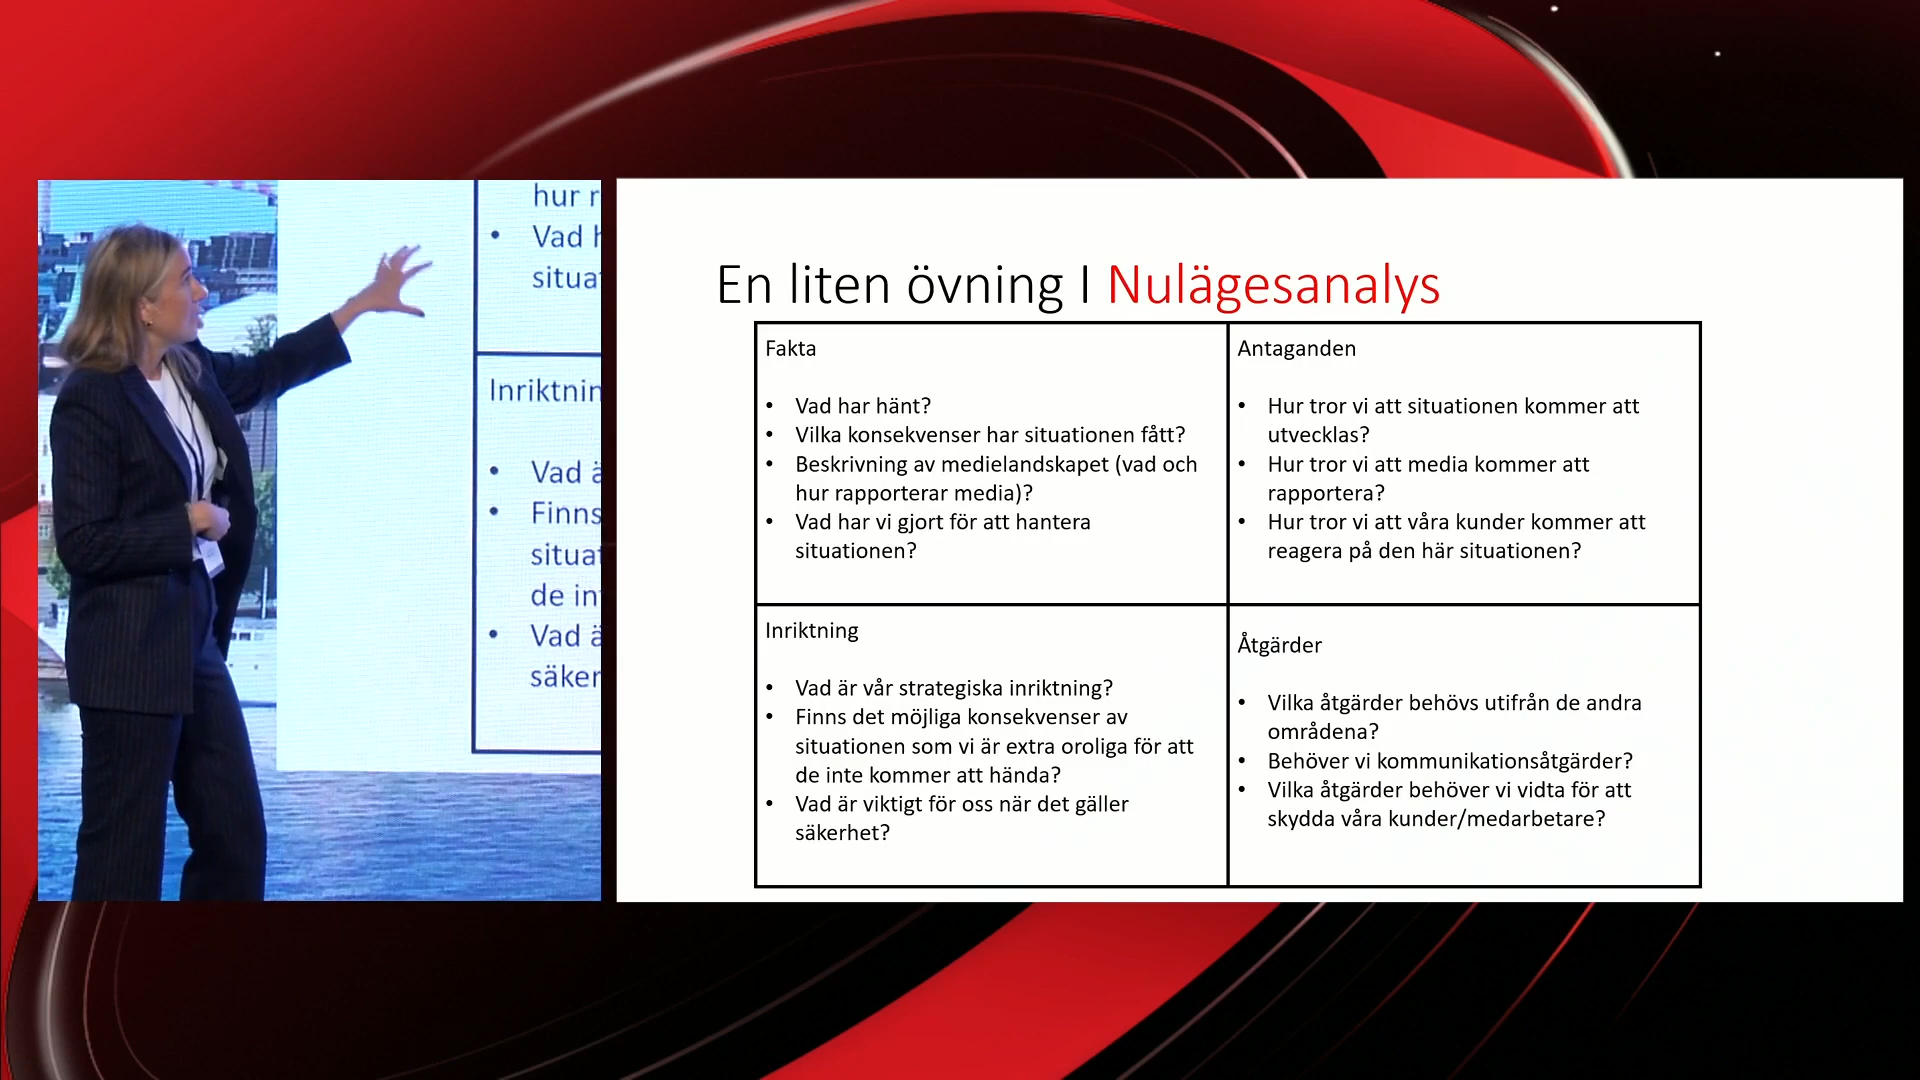 hur r
• Vad h
situat
Inriktnin
• Vad ä
• Finns
situat
de int
• Vad ä
säker
En liten övning I Nulägesanalys
Fakta
• Vad har hänt?
• Vilka konsekvenser har situationen fått?
• Beskrivning av medielandskapet (vad och
hur rapporterar media)?
• Vad har vi gjort för att hantera
situationen?
Antaganden
• Hur tror vi att situationen kommer att
utvecklas?
• Hur tror vi att media kommer att
rapportera?
• Hur tror vi att våra kunder kommer att
reagera på den här situationen?
Inriktning
• Vad är vår strategiska inriktning?
• Finns det möjliga konsekvenser av
situationen som vi är extra oroliga för att
de inte kommer att hända?
• Vad är viktigt för oss när det gäller
säkerhet?
Åtgärder
• Vilka åtgärder behövs utifrån de andra
områdena?
• Behöver vi kommunikationsåtgärder?
• Vilka åtgärder behöver vi vidta för att
skydda våra kunder/medarbetare?